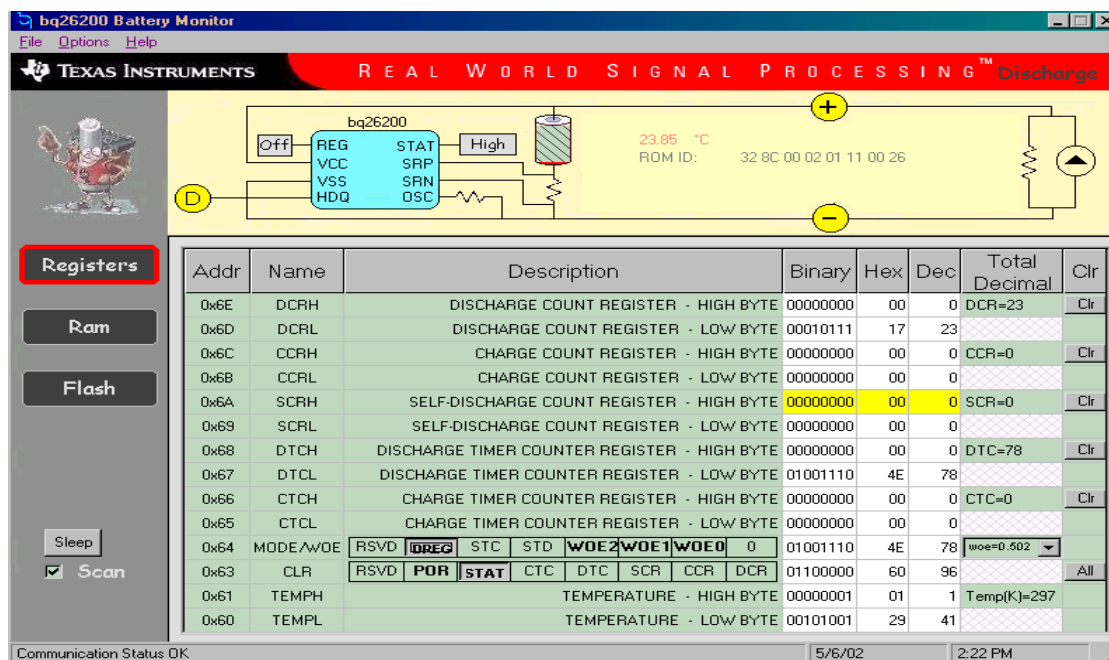 bq26200 Battery Monitor
File Options Help
TEXAS INSTRUMENTS REAL WORLD SIGNAL PROCESSING™ Discharge
bq26200
Off REG STAT High
VCC SRP
VSS SRN
HDQ OSC
D
+
−
23.85 °C
ROM ID: 32 8C 00 02 01 11 00 26
Registers
Ram
Flash
Sleep
Scan
Addr Name Description Binary Hex Dec Total Decimal Clr
0x6E DCRH DISCHARGE COUNT REGISTER - HIGH BYTE 00000000 00 0 DCR=23 Clr
0x6D DCRL DISCHARGE COUNT REGISTER - LOW BYTE 00010111 17 23
0x6C CCRH CHARGE COUNT REGISTER - HIGH BYTE 00000000 00 0 CCR=0 Clr
0x6B CCRL CHARGE COUNT REGISTER - LOW BYTE 00000000 00 0
0x6A SCRH SELF-DISCHARGE COUNT REGISTER - HIGH BYTE 00000000 00 0 SCR=0 Clr
0x69 SCRL SELF-DISCHARGE COUNT REGISTER - LOW BYTE 00000000 00 0
0x68 DTCH DISCHARGE TIMER COUNTER REGISTER - HIGH BYTE 00000000 00 0 DTC=78 Clr
0x67 DTCL DISCHARGE TIMER COUNTER REGISTER - LOW BYTE 01001110 4E 78
0x66 CTCH CHARGE TIMER COUNTER REGISTER - HIGH BYTE 00000000 00 0 CTC=0 Clr
0x65 CTCL CHARGE TIMER COUNTER REGISTER - LOW BYTE 00000000 00 0
0x64 MODE/WOE RSVD DREG STC STD WOE2 WOE1 WOE0 0 01001110 4E 78 woe=0.502
0x63 CLR RSVD POR STAT CTC DTC SCR CCR DCR 01100000 60 96 All
0x61 TEMPH TEMPERATURE - HIGH BYTE 00000001 01 1 Temp(K)=297
0x60 TEMPL TEMPERATURE - LOW BYTE 00101001 29 41
Communication Status OK 5/6/02 2:22 PM